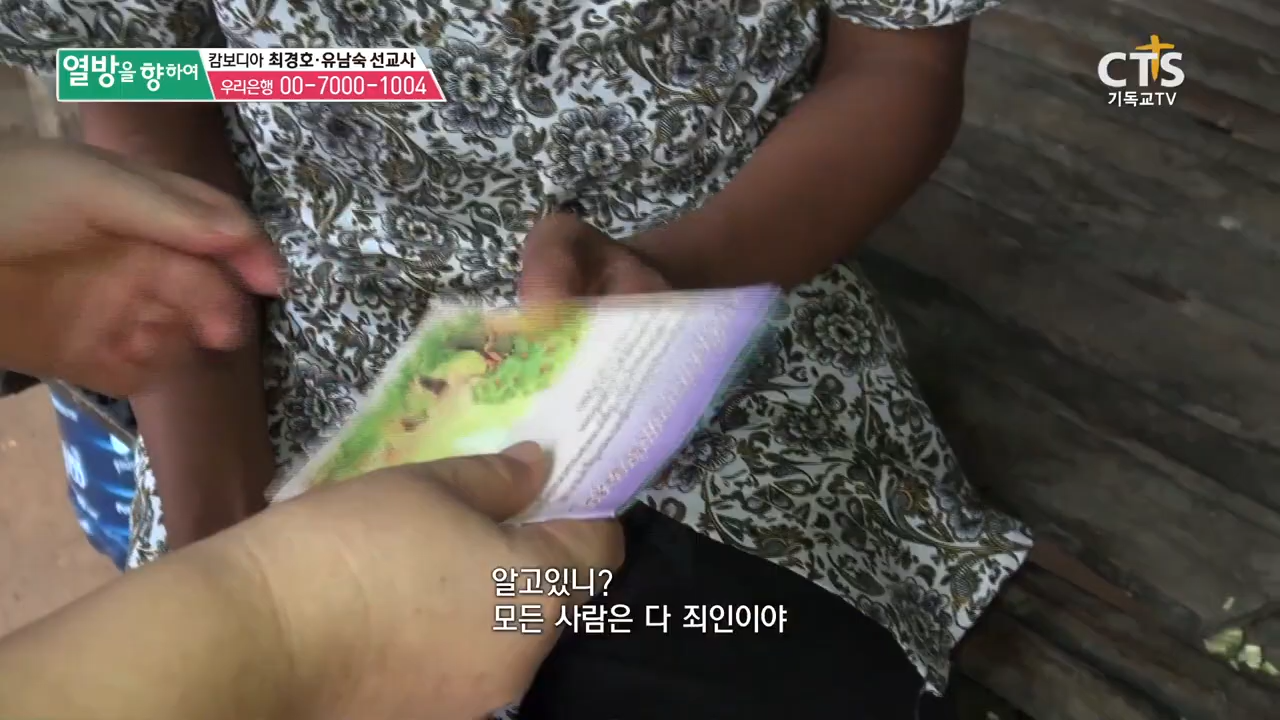 열방을 향하여
캄보디아 최경호·유남숙 선교사
우리은행 00-7000-1004
CTS
기독교TV
알고있니?
모든 사람은 다 죄인이야